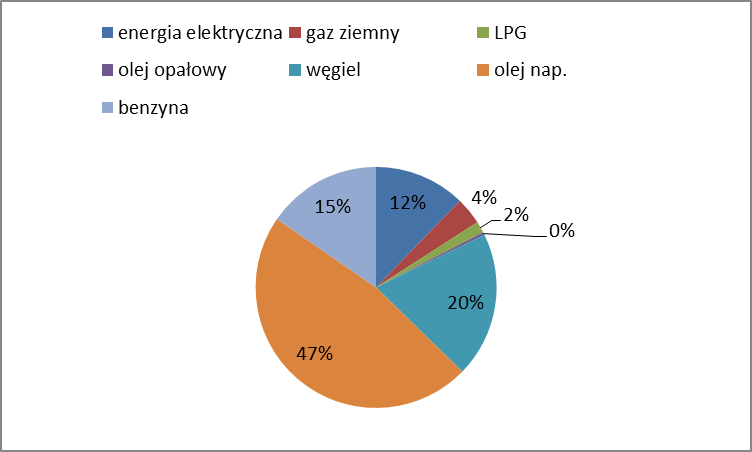 energia elektryczna gaz ziemny LPG
olej opałowy węgiel olej nap.
benzyna
15% 12% 4%
2%
0%
20%
47%